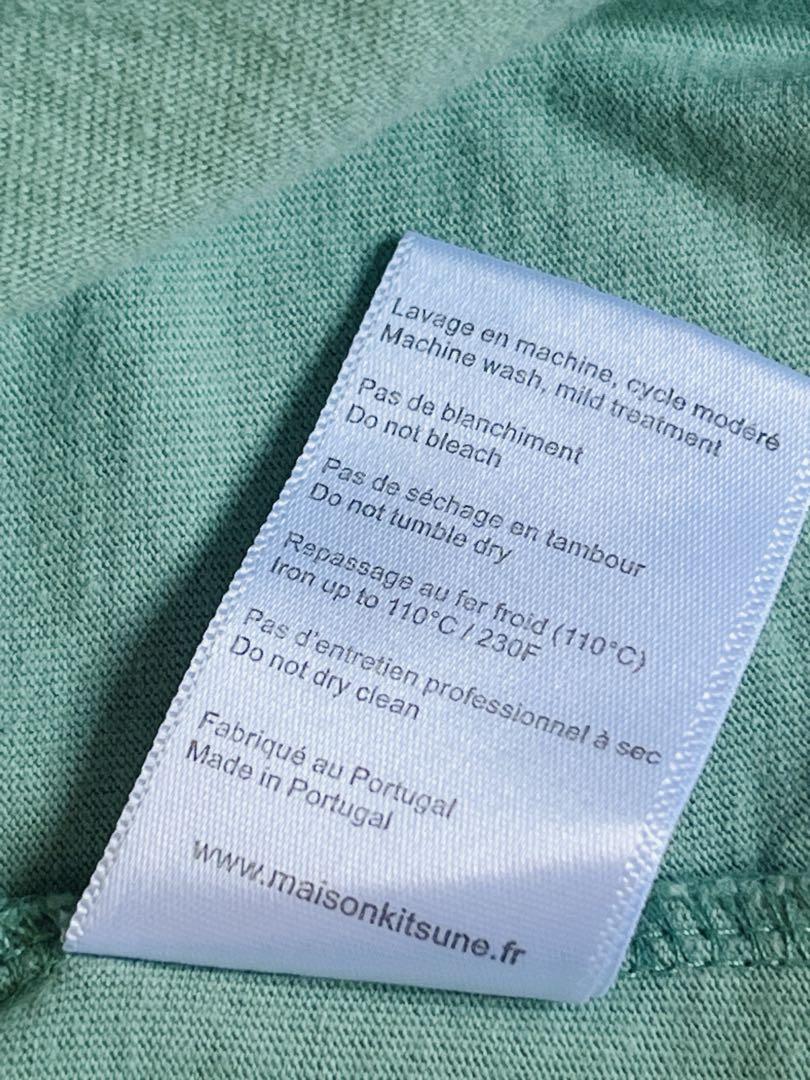 Lavage en machine, cycle modéré
Machine wash, mild treatment
Pas de blanchiment
Do not bleach
Pas de séchage en tambour
Do not tumble dry
Repassage au fer froid (110°C)
Iron up to 110°C / 230F
Pas d'entretien professionnel à sec
Do not dry clean
Fabriqué au Portugal
Made in Portugal
www.maisonkitsune.fr